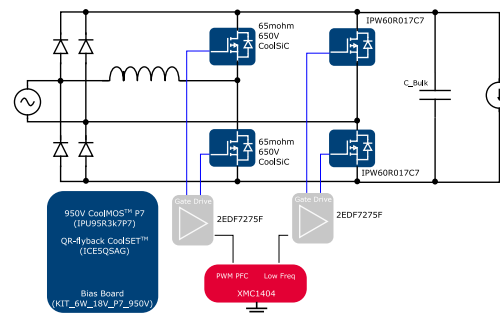 65mohm
650V
CoolSiC
IPW60R017C7
C_Bulk
65mohm
650V
CoolSiC
IPW60R017C7
Gate Drive
2EDF7275F
Gate Drive
2EDF7275F
950V CoolMOS™ P7
(IPU95R3k7P7)
QR-flyback CoolSET™
(ICE5QSAG)
Bias Board
(KIT_6W_18V_P7_950V)
PWM PFC
Low Freq
XMC1404